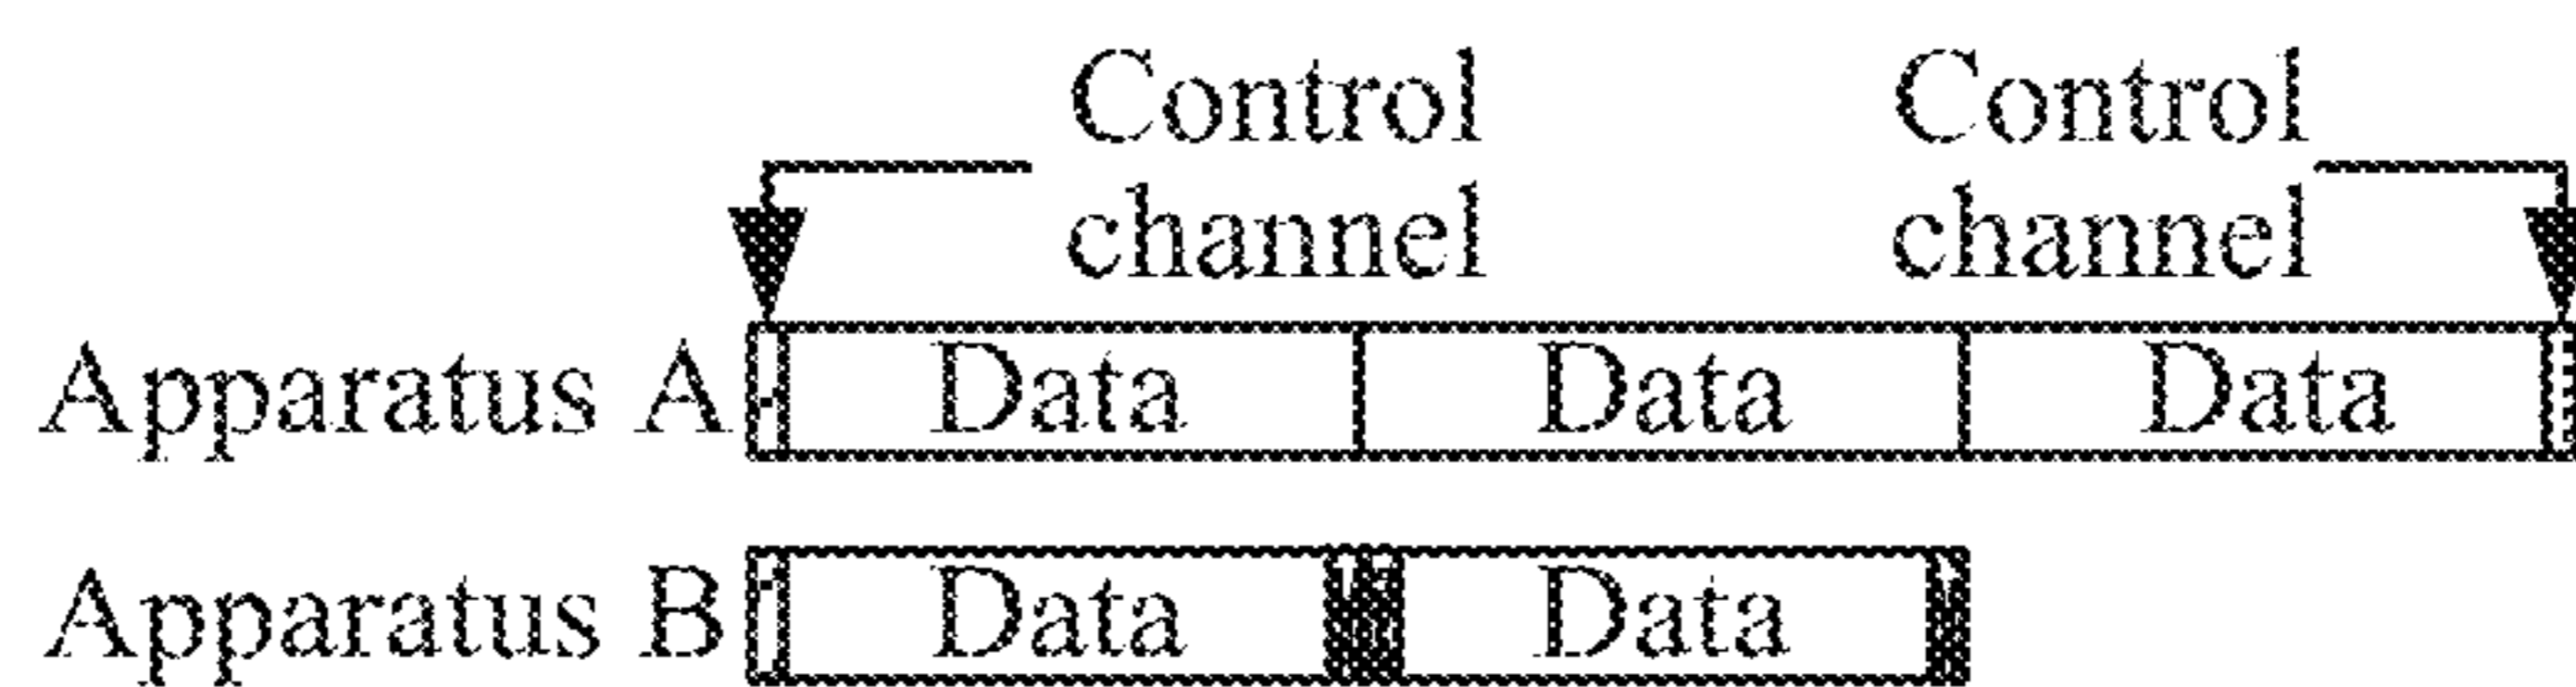 Control Control
channel channel
Apparatus A Data Data Data
Apparatus B Data Data